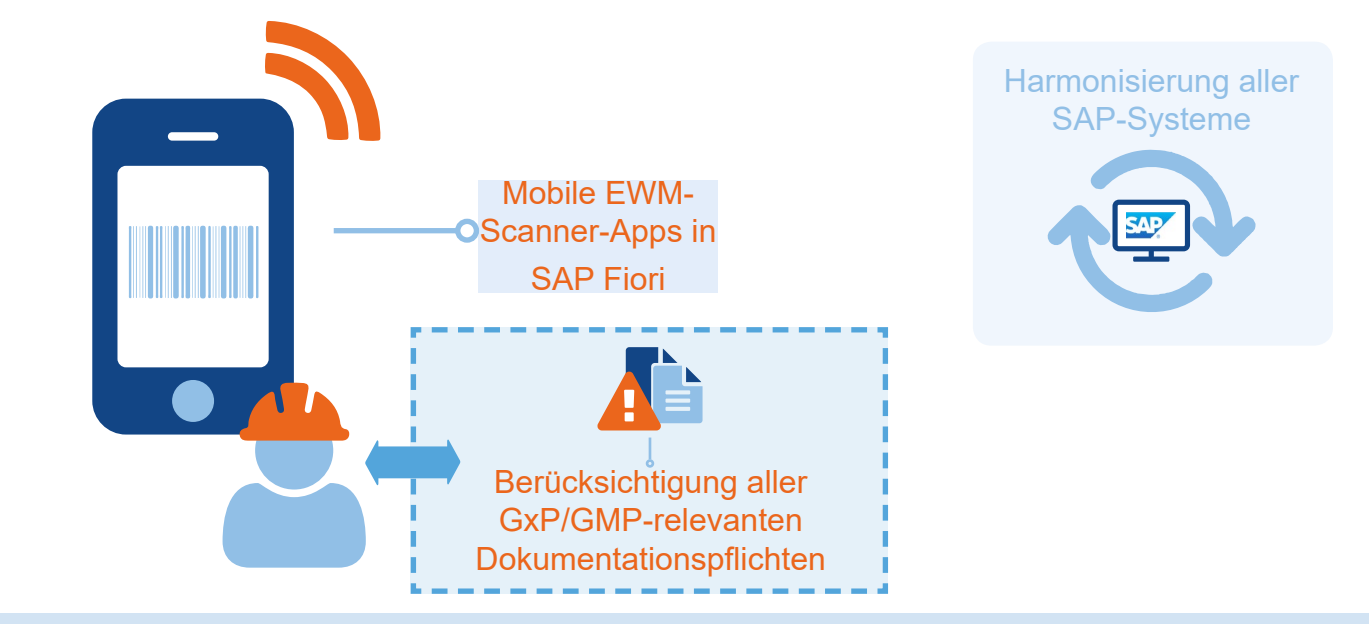 Harmonisierung aller
SAP-Systeme
SAP
Mobile EWM-
Scanner-Apps in
SAP Fiori
Berücksichtigung aller
GxP/GMP-relevanten
Dokumentationspflichten